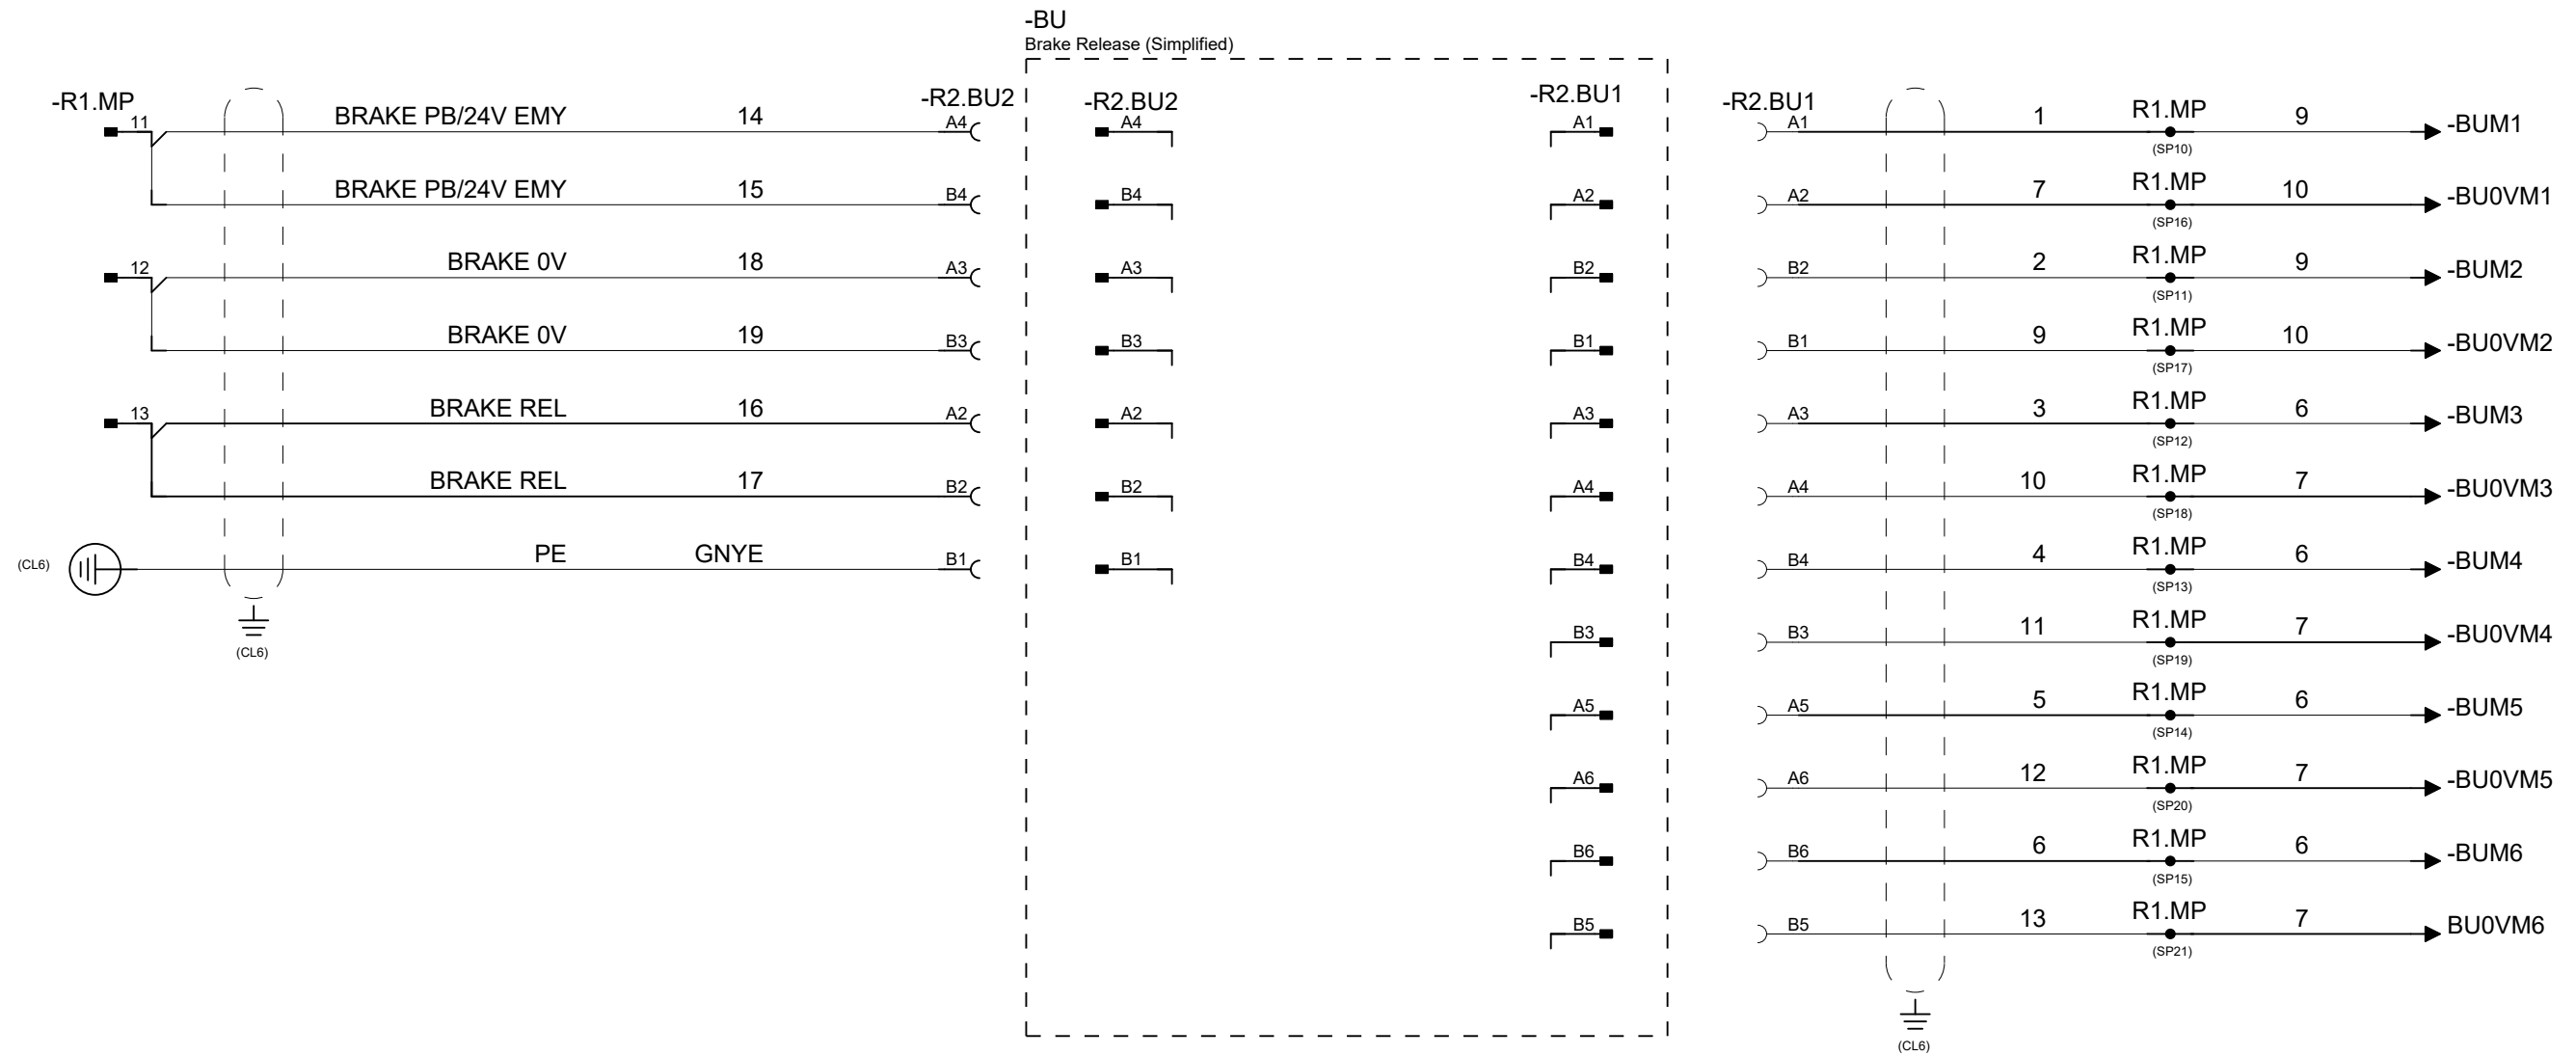 -BU
Brake Release (Simplified)
-R1.MP
-R2.BU2
-R2.BU2
-R2.BU1
-R2.BU1
11 BRAKE PB/24V EMY 14 A4 A4 A1 A1 1 R1.MP 9 -BUM1
(SP10)
BRAKE PB/24V EMY 15 B4 B4 A2 A2 7 R1.MP 10 -BU0VM1
(SP16)
12 BRAKE 0V 18 A3 A3 B2 B2 2 R1.MP 9 -BUM2
(SP11)
BRAKE 0V 19 B3 B3 B1 B1 9 R1.MP 10 -BU0VM2
(SP17)
13 BRAKE REL 16 A2 A2 A3 A3 3 R1.MP 6 -BUM3
(SP12)
BRAKE REL 17 B2 B2 A4 A4 10 R1.MP 7 -BU0VM3
(SP18)
(CL6) PE GNYE B1 B1 B4 B4 4 R1.MP 6 -BUM4
(SP13)
B3 B3 11 R1.MP 7 -BU0VM4
(CL6) (SP19)
A5 A5 5 R1.MP 6 -BUM5
(SP14)
A6 A6 12 R1.MP 7 -BU0VM5
(SP20)
B6 B6 6 R1.MP 6 -BUM6
(SP15)
B5 B5 13 R1.MP 7 BU0VM6
(SP21)
(CL6)